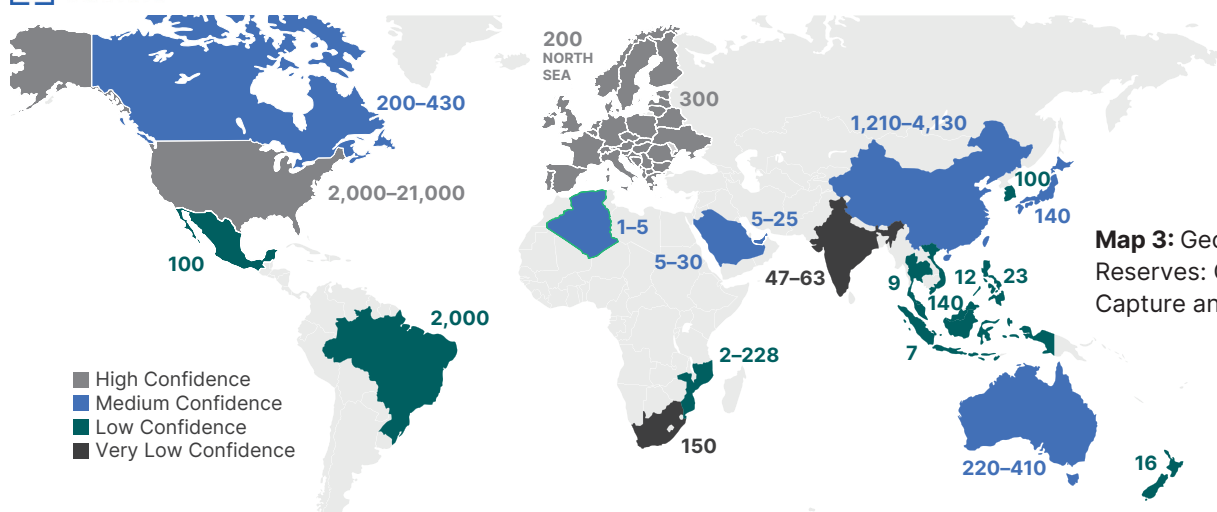 200
NORTH
SEA
300
200–430
1,210–4,130
2,000–21,000
100
140
1–5
5–25
5–30
47–63
100
9
12
23
140
7
2,000
2–228
150
220–410
16
Map 3: Geo
Reserves: C
Capture an
High Confidence
Medium Confidence
Low Confidence
Very Low Confidence